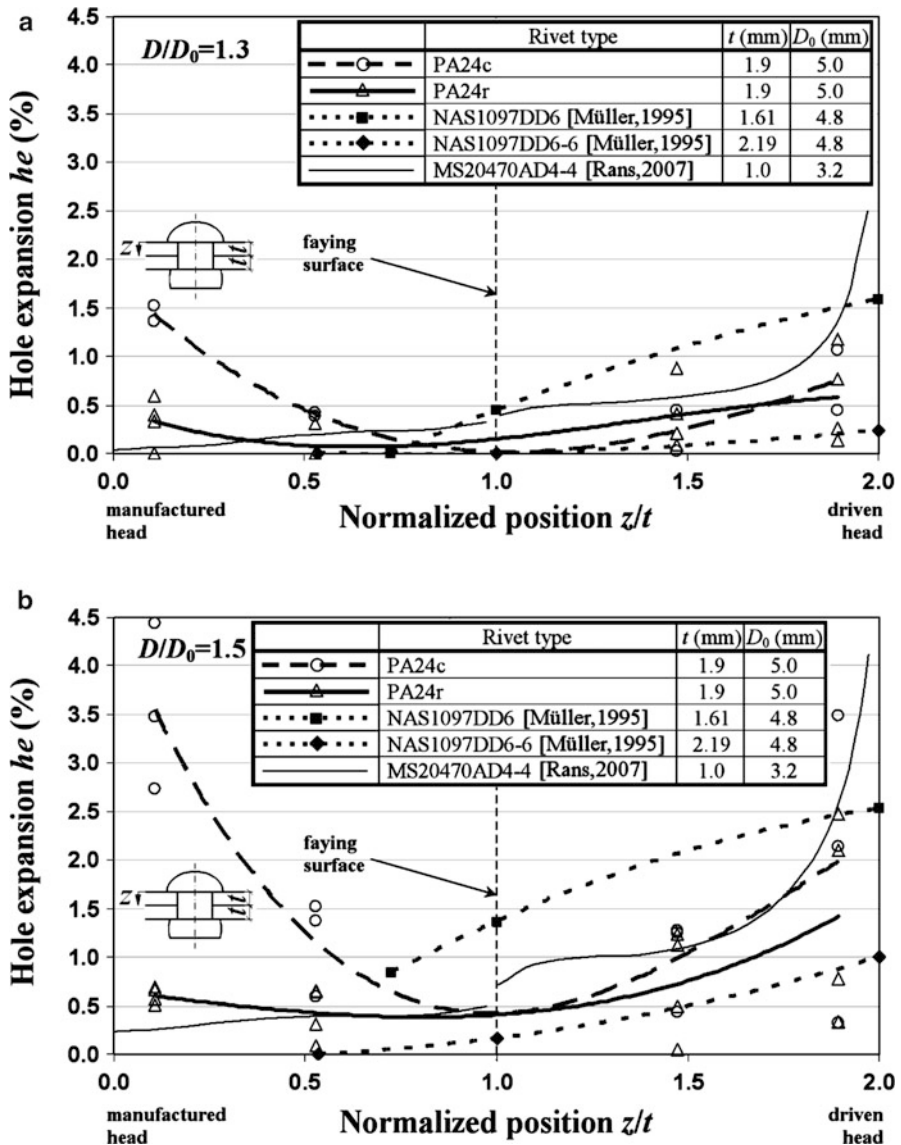 a
D/D0=1.3
Rivet type t (mm) D0 (mm)
PA24c 1.9 5.0
PA24r 1.9 5.0
NAS1097DD6 [Müller,1995] 1.61 4.8
NAS1097DD6-6 [Müller,1995] 2.19 4.8
MS20470AD4-4 [Rans,2007] 1.0 3.2
Hole expansion he (%)
4.5
4.0
3.5
3.0
2.5
2.0
1.5
1.0
0.5
0.0
z
t
t
faying
surface
0.0 0.5 1.0 1.5 2.0
manufactured
head
Normalized position z/t
driven
head
b
D/D0=1.5
Rivet type t (mm) D0 (mm)
PA24c 1.9 5.0
PA24r 1.9 5.0
NAS1097DD6 [Müller,1995] 1.61 4.8
NAS1097DD6-6 [Müller,1995] 2.19 4.8
MS20470AD4-4 [Rans,2007] 1.0 3.2
Hole expansion he (%)
4.5
4.0
3.5
3.0
2.5
2.0
1.5
1.0
0.5
0.0
z
t
t
faying
surface
0.0 0.5 1.0 1.5 2.0
manufactured
head
Normalized position z/t
driven
head